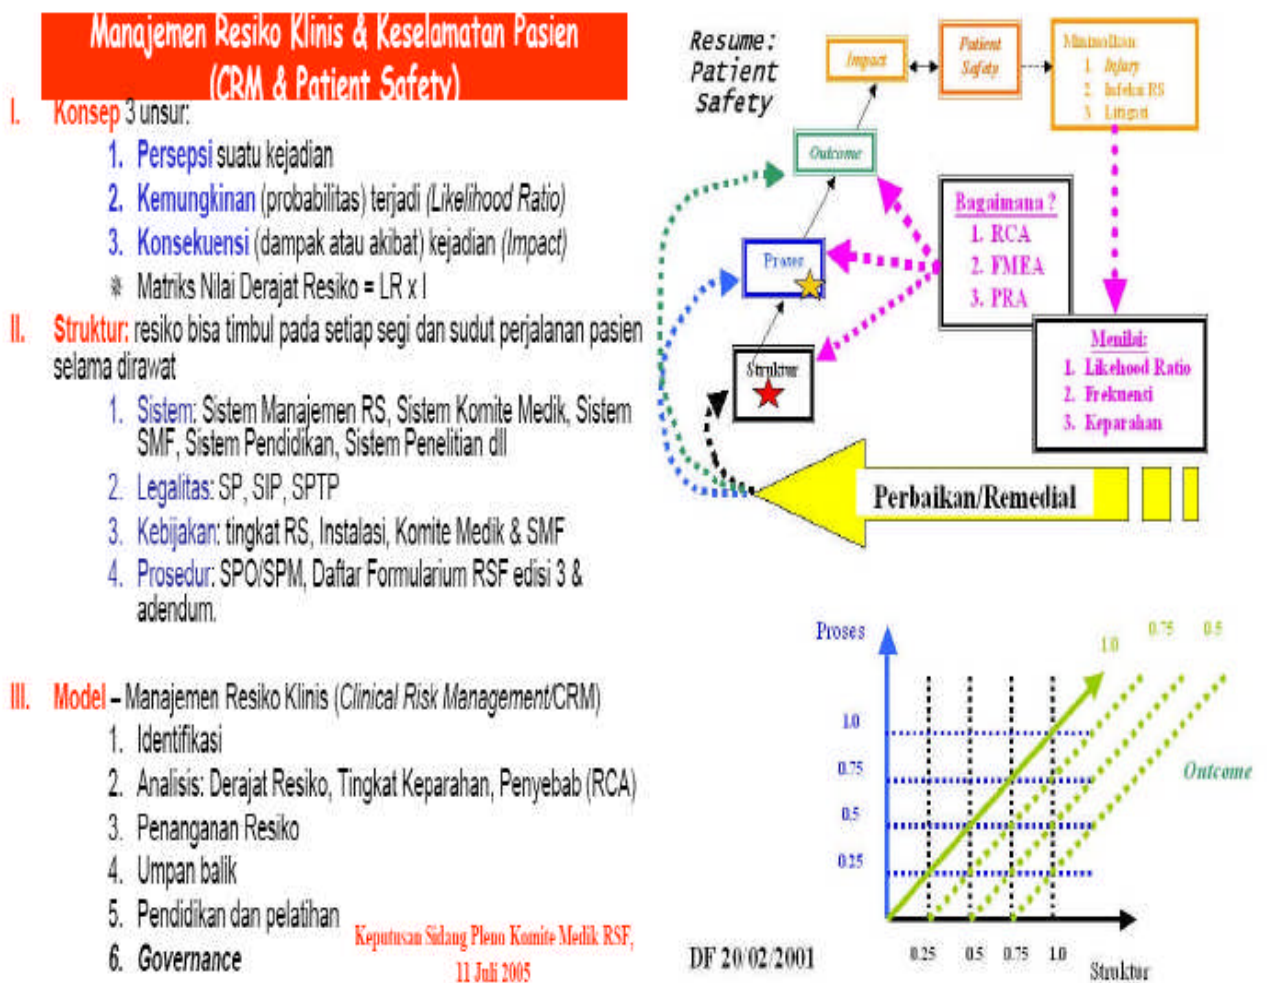 Manajemen Resiko Klinis & Keselamatan Pasien
(CRM & Patient Safety)
I. Konsep 3 unsur:
1. Persepsi suatu kejadian
2. Kemungkinan (probabilitas) terjadi (Likelihood Ratio)
3. Konsekuensi (dampak atau akibat) kejadian (Impact)
Matriks Nilai Derajat Resiko = LR x I
II. Struktur: resiko bisa timbul pada setiap segi dan sudut perjalanan pasien
selama dirawat
1. Sistem: Sistem Manajemen RS, Sistem Komite Medik, Sistem
SMF, Sistem Pendidikan, Sistem Penelitian dll
2. Legalitas: SP, SIP, SPTP
3. Kebijakan: tingkat RS, Instalasi, Komite Medik & SMF
4. Prosedur: SPO/SPM, Daftar Formularium RSF edisi 3 &
adendum.
III. Model – Manajemen Resiko Klinis (Clinical Risk Management/CRM)
1. Identifikasi
2. Analisis: Derajat Resiko, Tingkat Keparahan, Penyebab (RCA)
3. Penanganan Resiko
4. Umpan balik
5. Pendidikan dan pelatihan
6. Governance
Keputusan Sidang Pleno Komite Medik RSF,
11 Juli 2005
Resume:
Patient
Safety
Impact
Patient
Safety
1. Injury
2. Infeksi RS
3. Litigasi
Outcome
Bagaimana ?
1. RCA
2. FMEA
3. PRA
Proses
Struktur
Menilai:
1. Likehood Ratio
2. Frekuensi
3. Keparahan
Perbaikan/Remedial
Proses
1.0
0.75
0.5
1.0
0.75
0.5
0.25
Outcome
0.25
0.5
0.75
1.0
Struktur
DF 20/02/2001